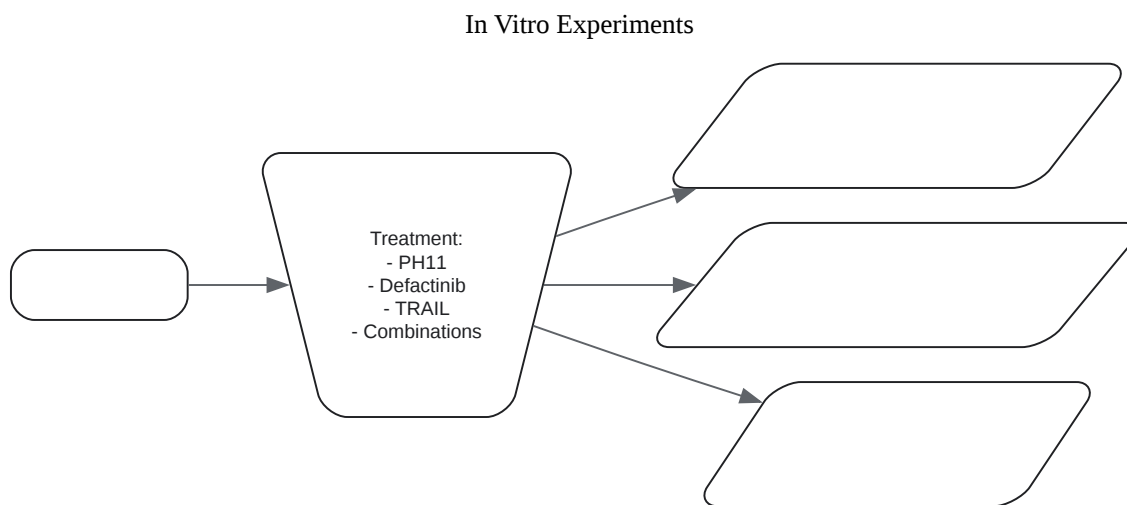 In Vitro Experiments
Treatment:
- PH11
- Defactinib
- TRAIL
- Combinations